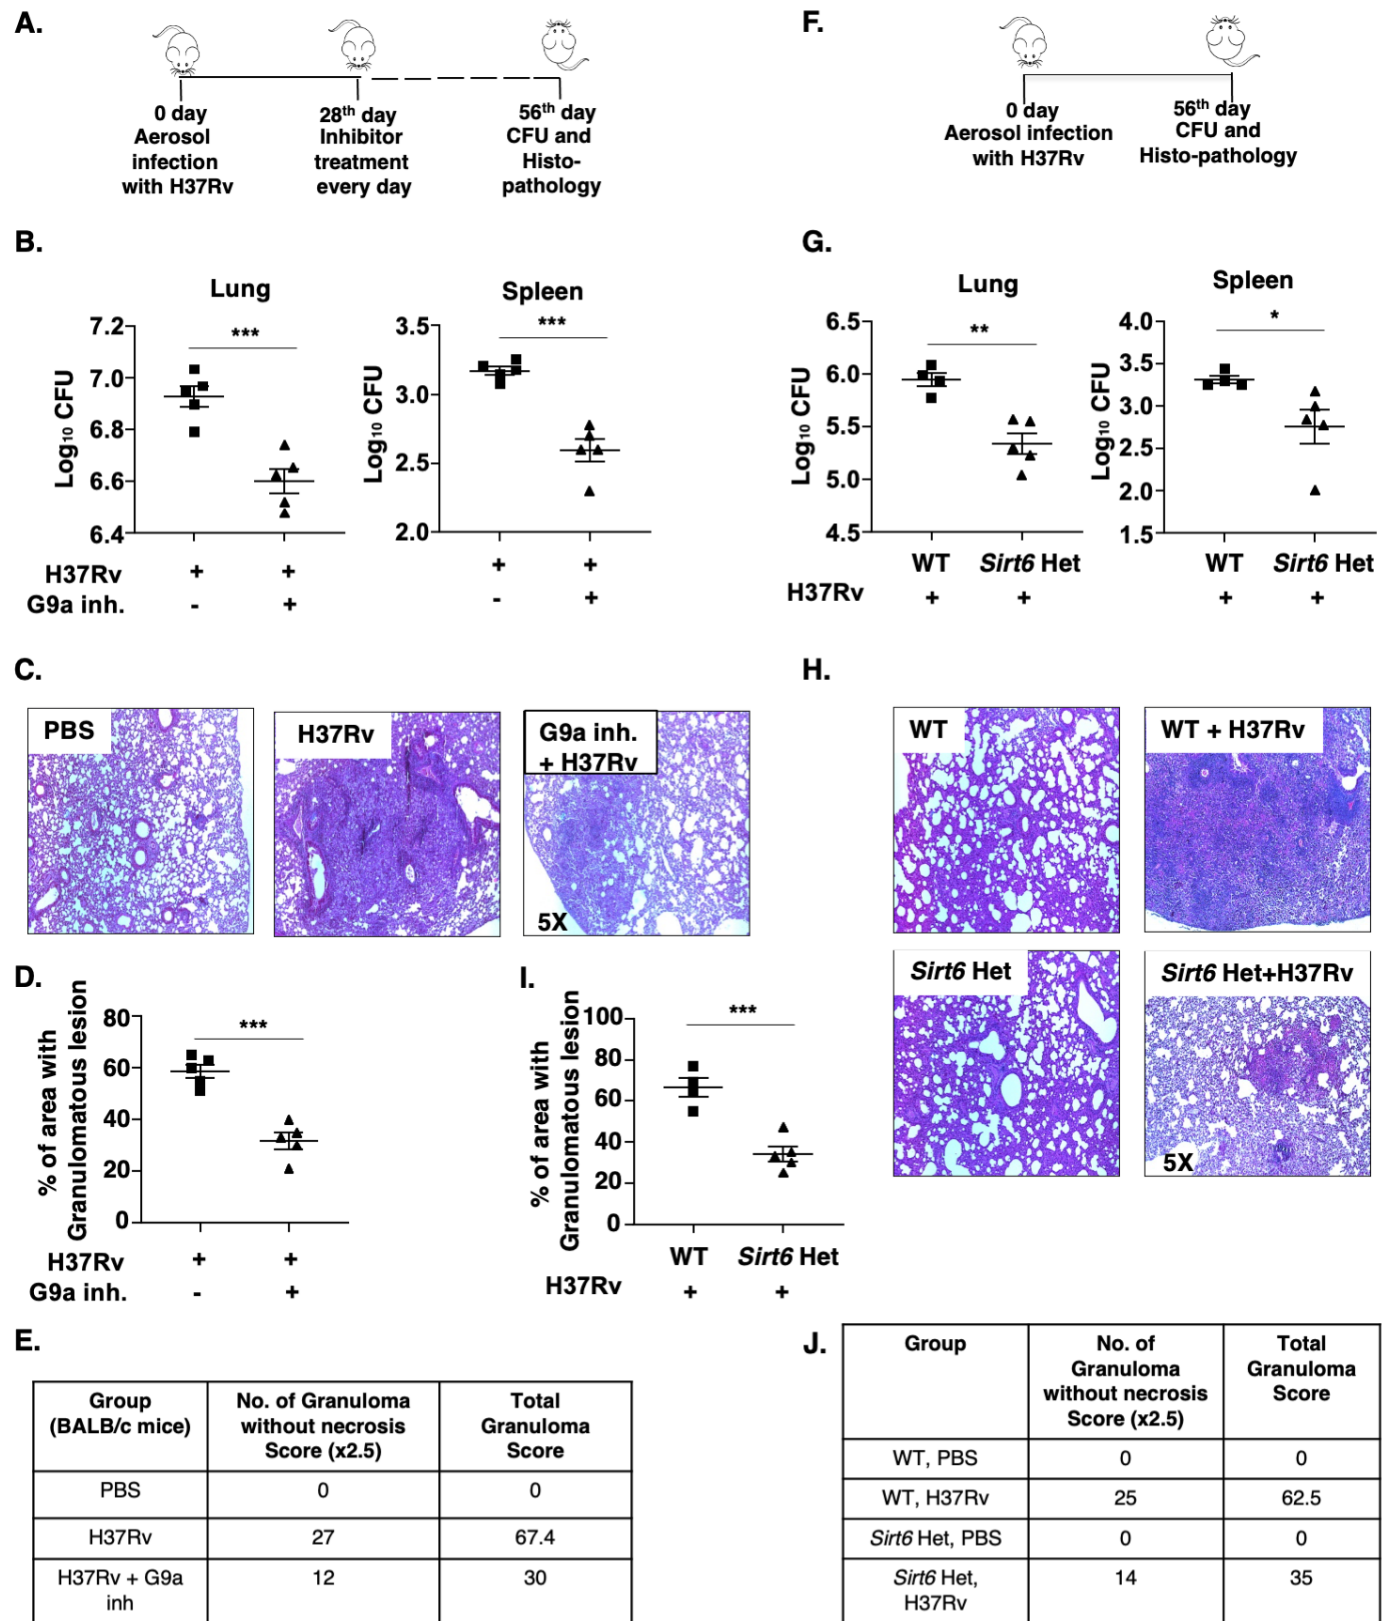 A.
0 day
Aerosol
infection
with H37Rv
28th day
Inhibitor
treatment
every day
56th day
CFU and
Histo-
pathology
B.
Lung
***
Log10 CFU
7.2
7.0
6.8
6.6
6.4
Spleen
***
Log10 CFU
3.5
3.0
2.5
2.0
H37Rv + + + +
G9a inh. - + - +
C.
PBS
H37Rv
G9a inh.
+ H37Rv
5X
D.
% of area with
Granulomatous lesion
80
60
40
20
0
***
H37Rv + +
G9a inh. - +
E.
Group
(BALB/c mice)
No. of Granuloma
without necrosis
Score (x2.5)
Total
Granuloma
Score
PBS 0 0
H37Rv 27 67.4
H37Rv + G9a
inh
12 30
F.
0 day
Aerosol infection
with H37Rv
56th day
CFU and
Histo-pathology
G.
Lung
**
Log10 CFU
6.5
6.0
5.5
5.0
4.5
WT Sirt6 Het
Spleen
*
Log10 CFU
4.0
3.5
3.0
2.5
2.0
1.5
WT Sirt6 Het
H37Rv + + + +
H.
WT
WT + H37Rv
Sirt6 Het
Sirt6 Het+H37Rv
5X
I.
% of area with
Granulomatous lesion
100
80
60
40
20
0
***
WT Sirt6 Het
H37Rv + +
J.
Group
No. of
Granuloma
without necrosis
Score (x2.5)
Total
Granuloma
Score
WT, PBS 0 0
WT, H37Rv 25 62.5
Sirt6 Het, PBS 0 0
Sirt6 Het,
H37Rv
14 35